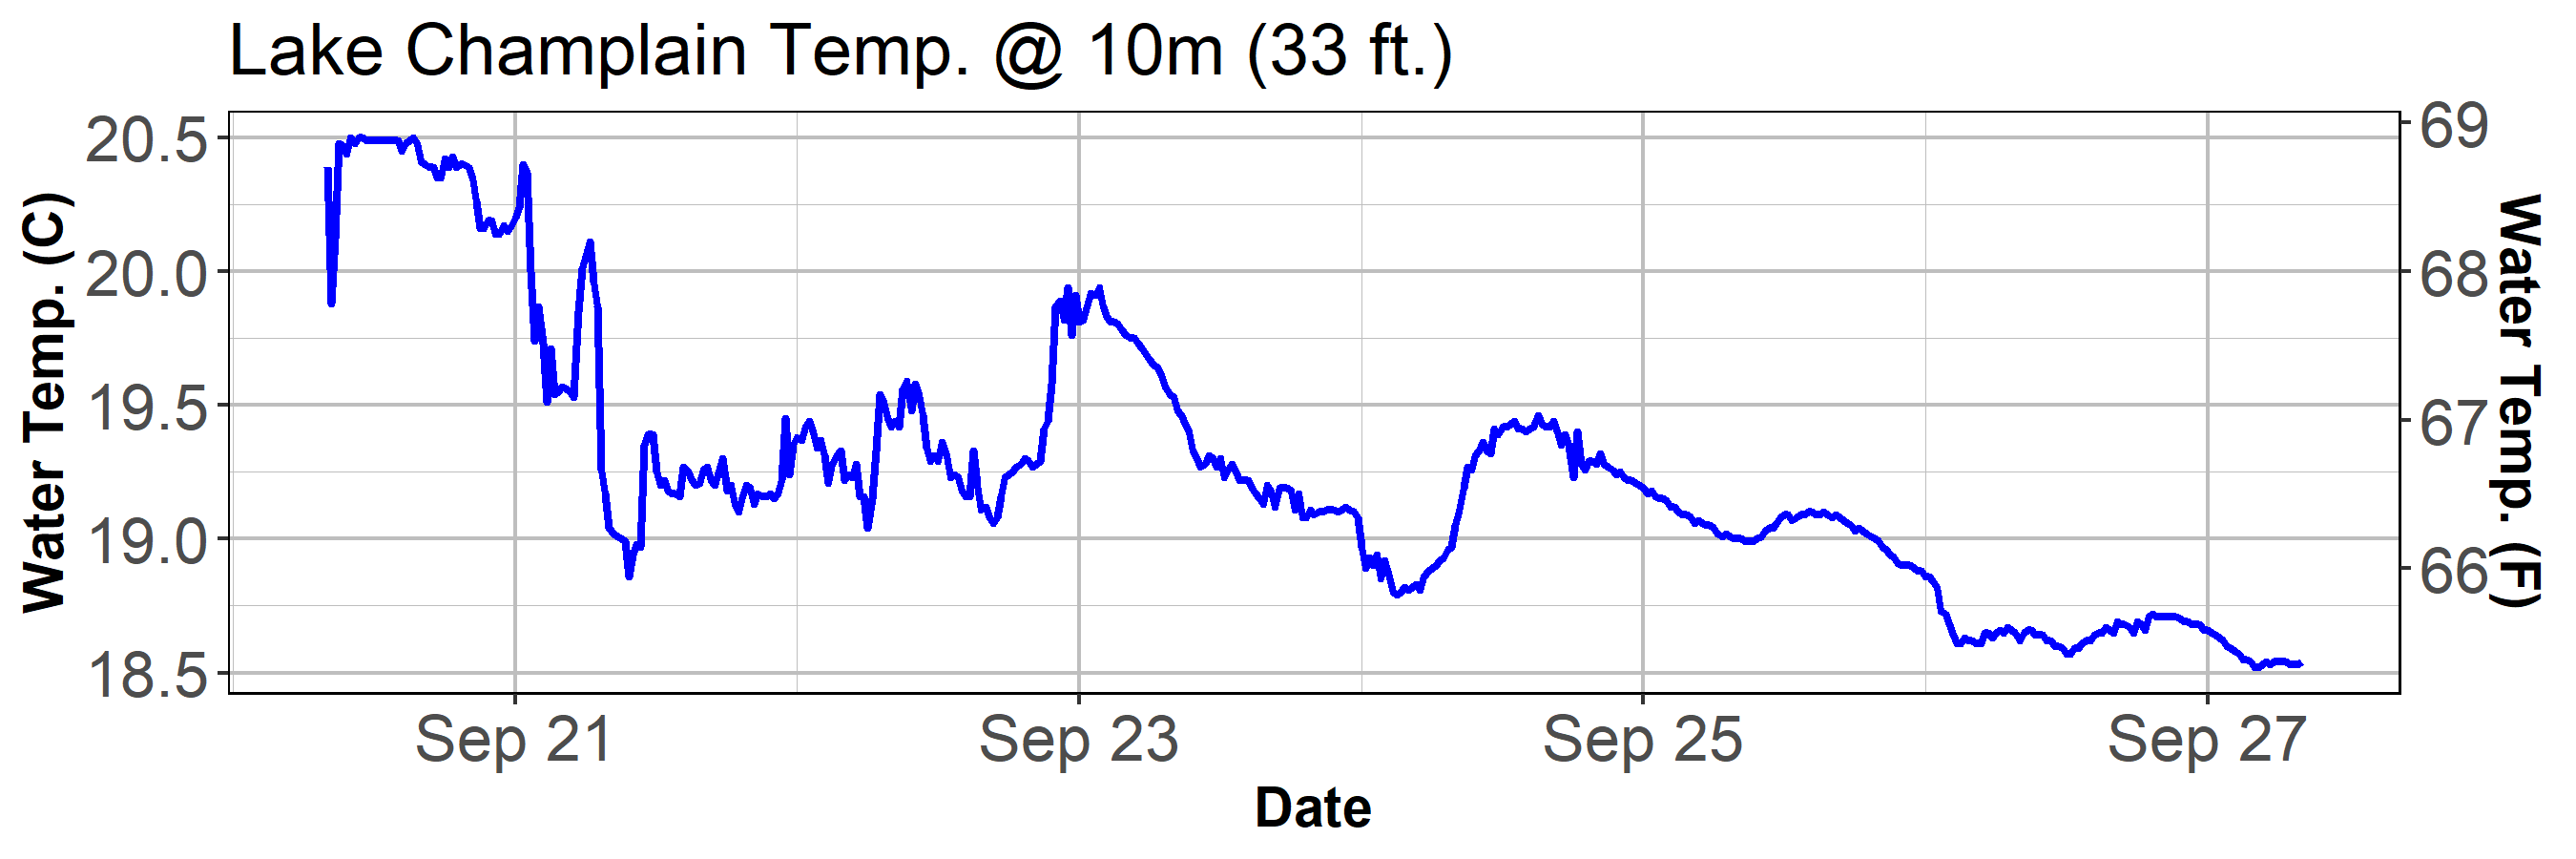 Lake Champlain Temp. @ 10m (33 ft.)
Water Temp. (C)
20.5
20.0
19.5
19.0
18.5
69
68
67
66
Water Temp. (F)
Sep 21 Sep 23 Sep 25 Sep 27
Date